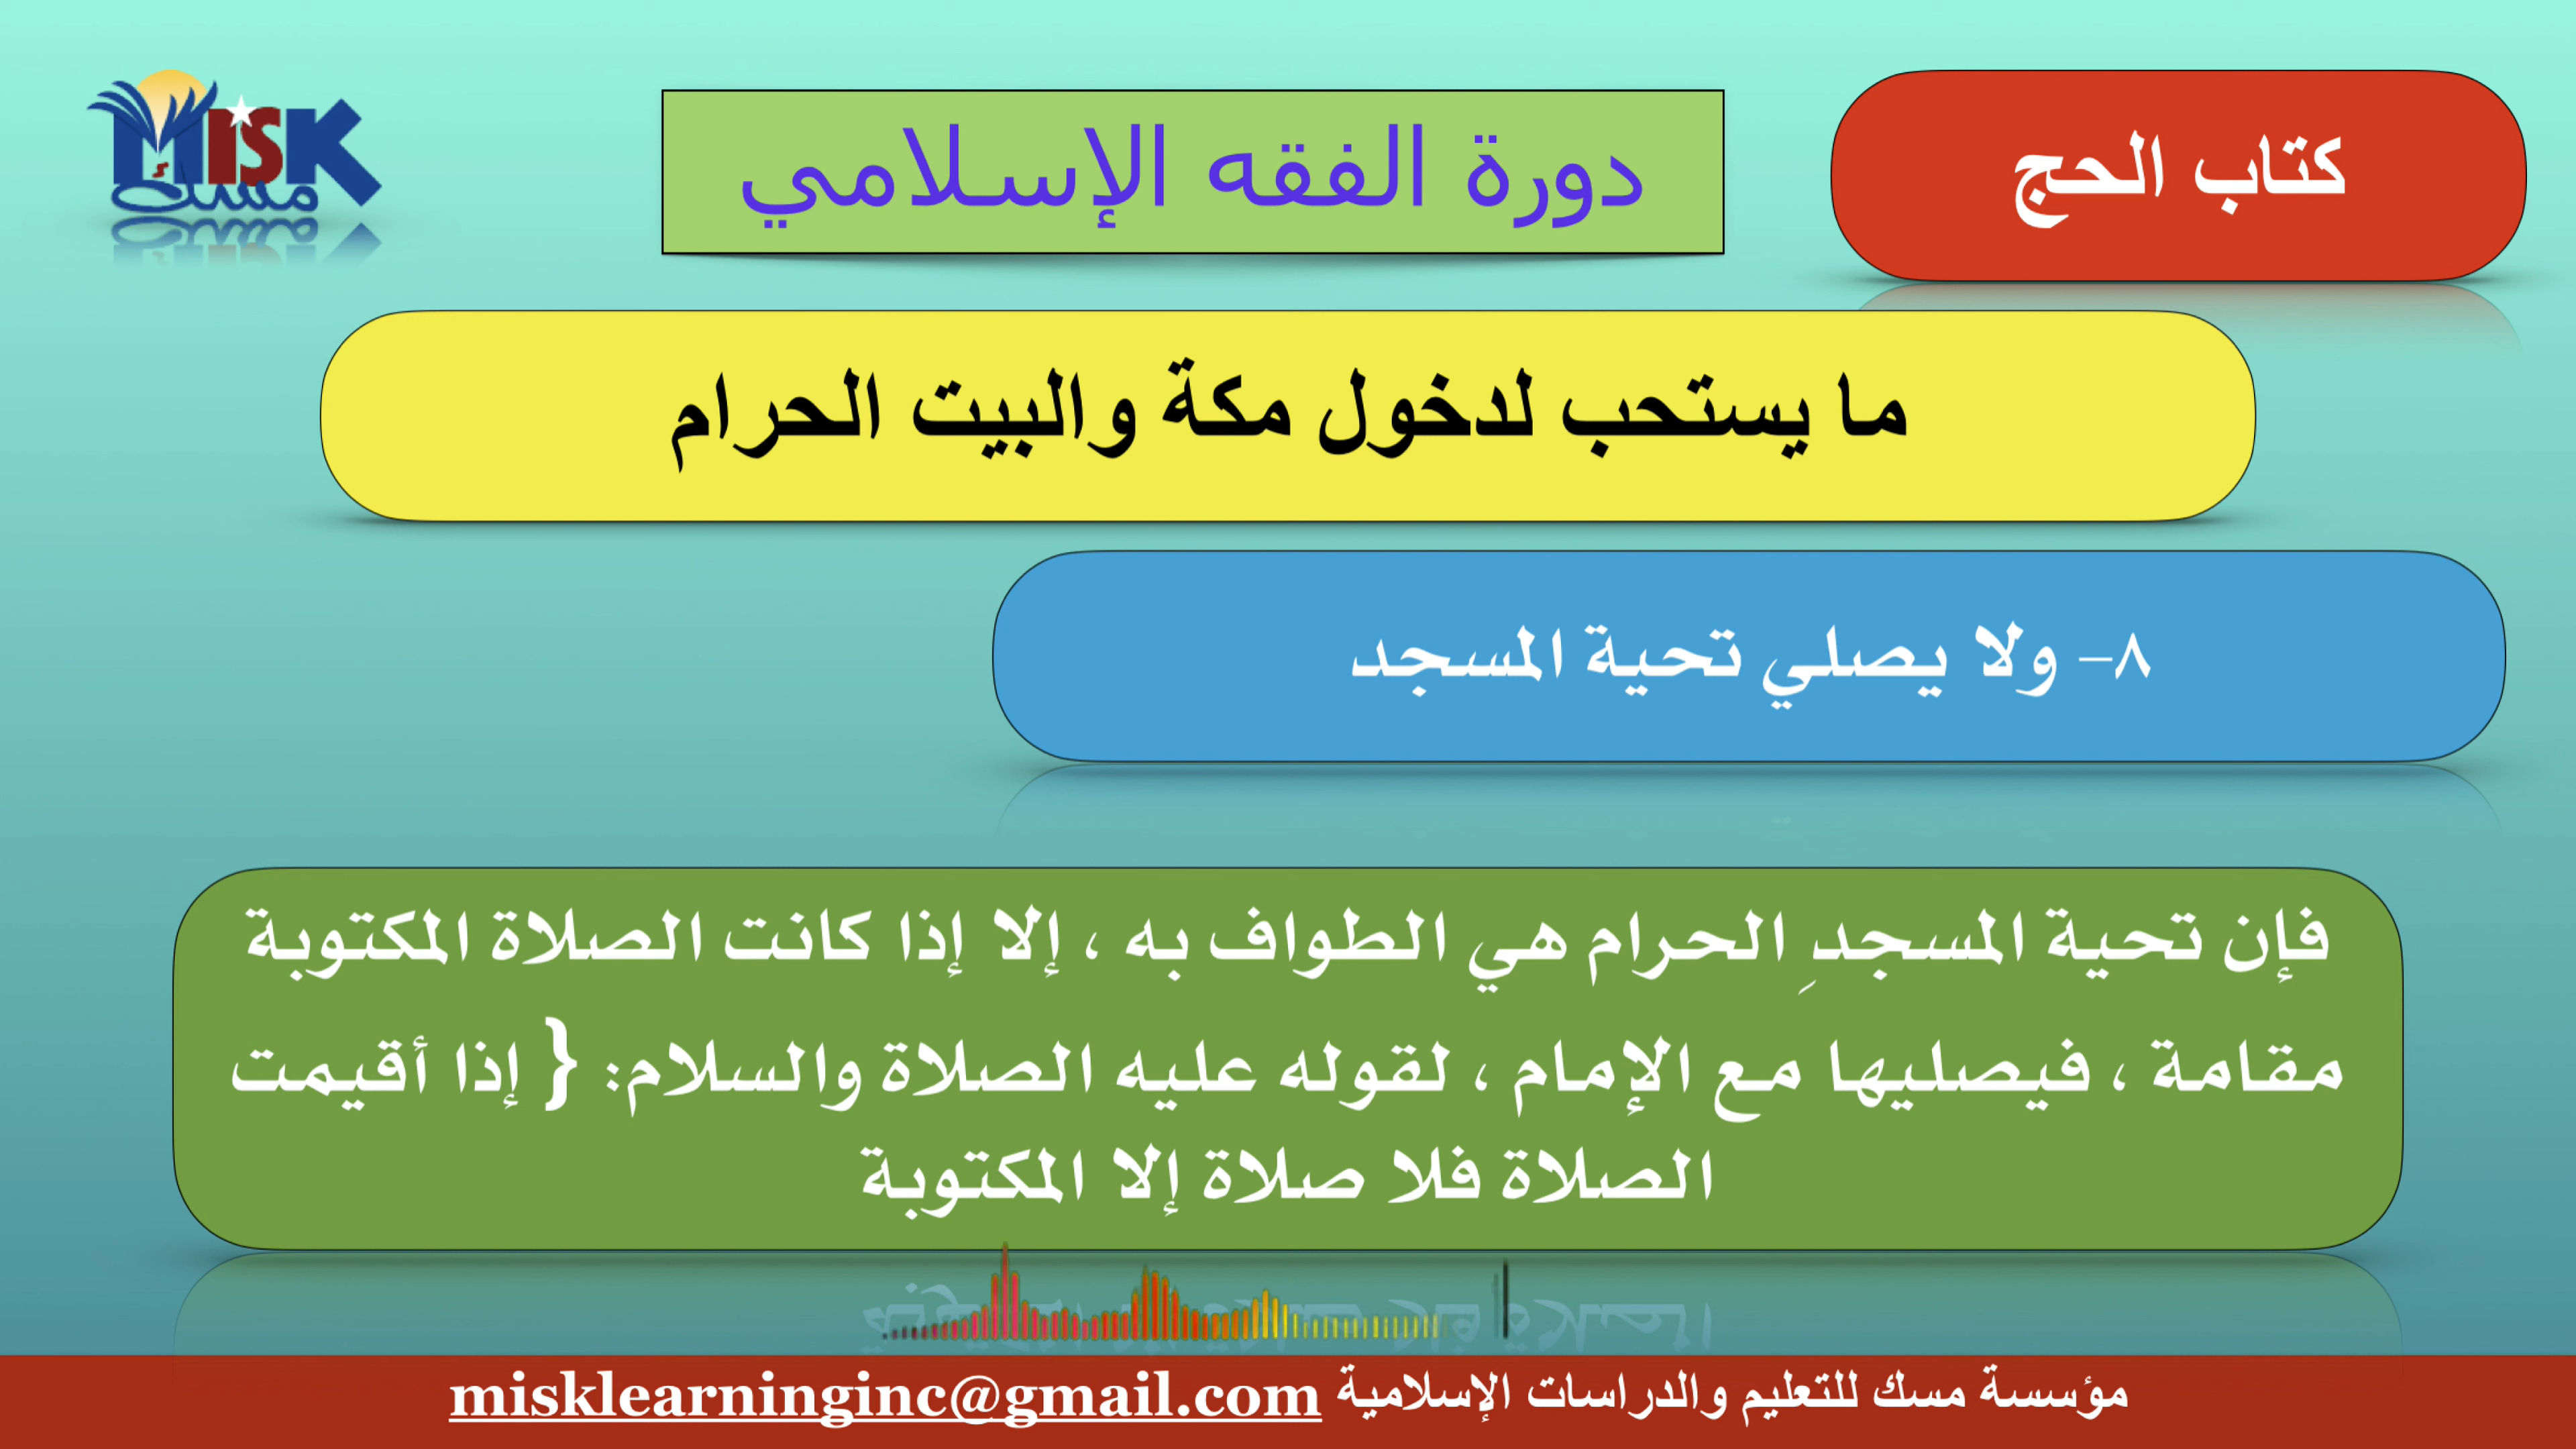 MISK
مسك
دورة الفقه الإسلامي
كتاب الحج
ما يستحب لدخول مكة والبيت الحرام
٨- ولا يصلي تحية المسجد
فإن تحية المسجدِ الحرام هي الطواف به ، إلا إذا كانت الصلاة المكتوبة
مقامة ، فيصليها مع الإمام ، لقوله عليه الصلاة والسلام: { إذا أقيمت
الصلاة فلا صلاة إلا المكتوبة
مؤسسة مسك للتعليم والدراسات الإسلامية misklearninginc@gmail.com